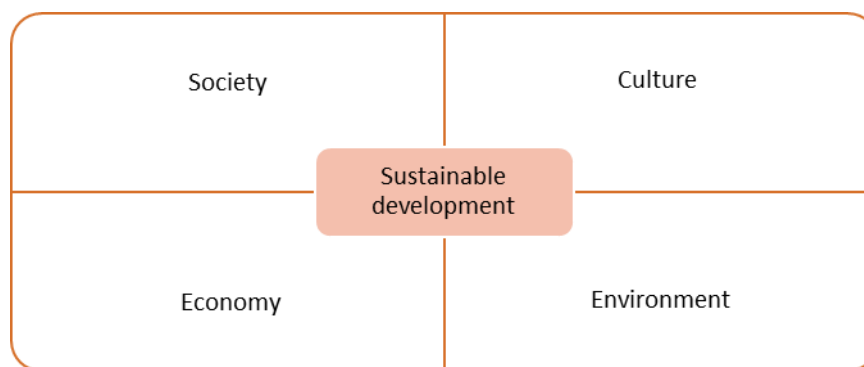 Society
Culture
Sustainable
development
Economy
Environment